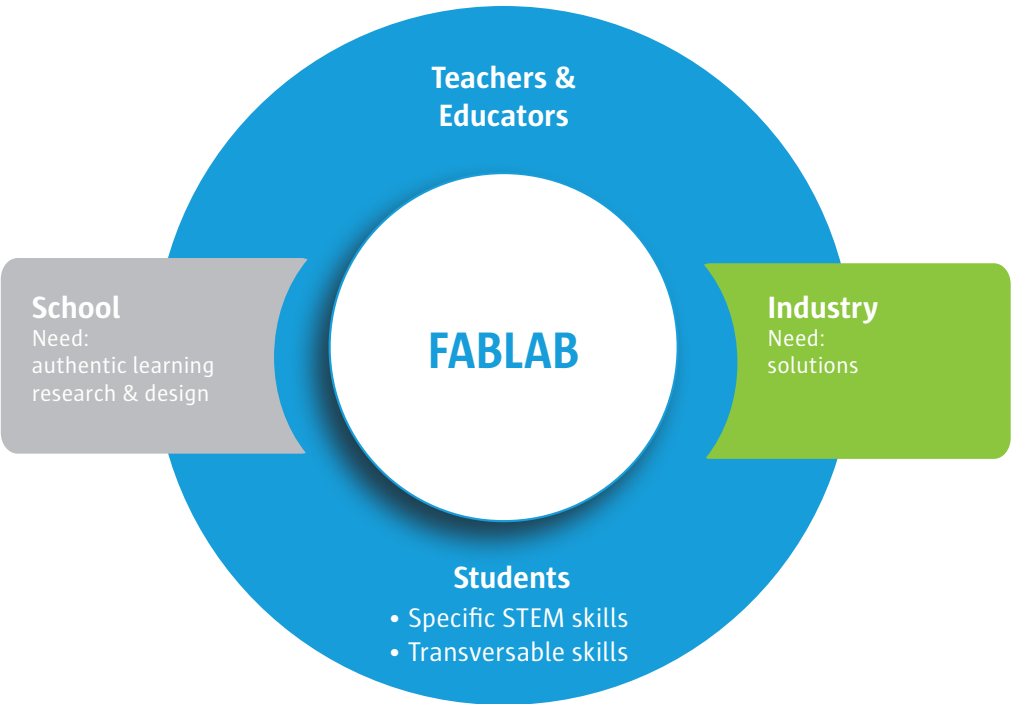 Teachers &
Educators
School
Need:
authentic learning
research & design
FABLAB
Industry
Need:
solutions
Students
• Specific STEM skills
• Transversable skills